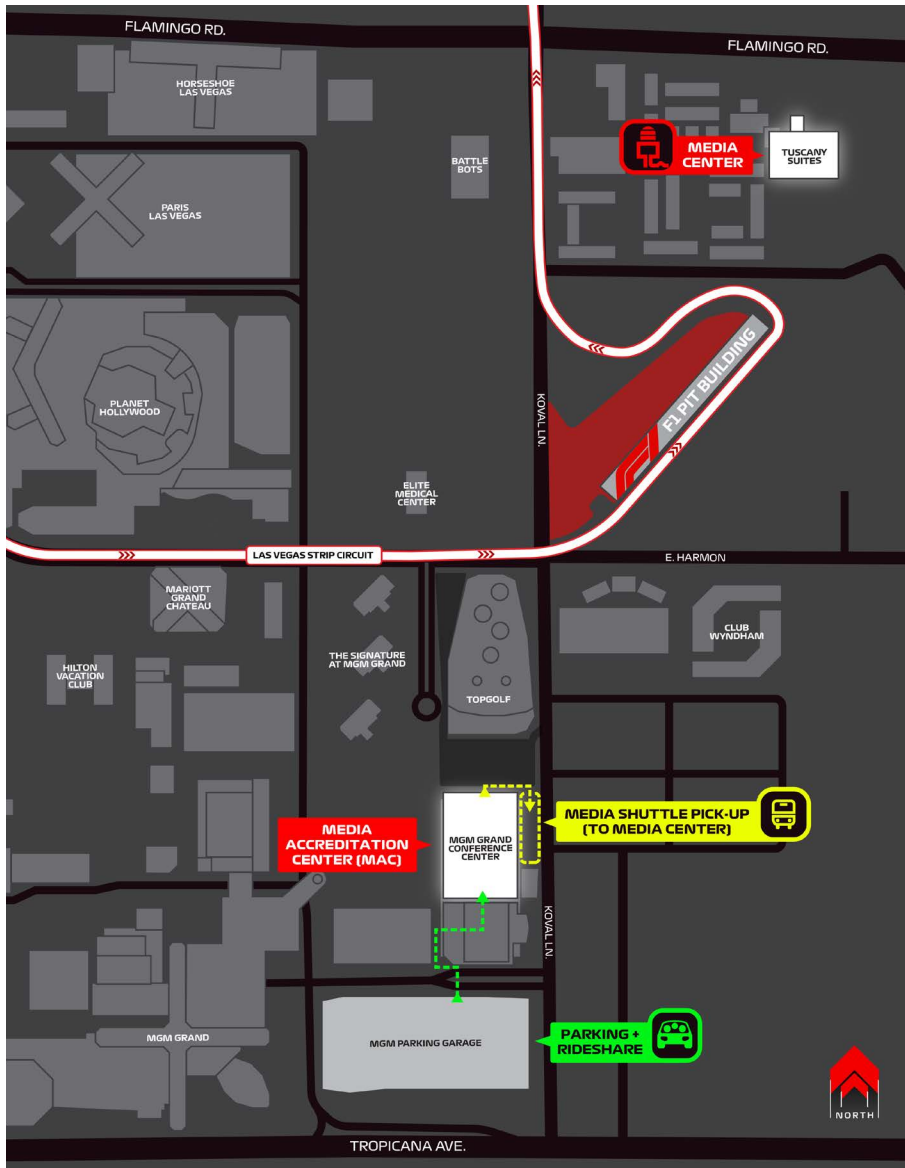 FLAMINGO RD.
FLAMINGO RD.
HORSESHOE
LAS VEGAS
BATTLE
BOTS
MEDIA
CENTER
TUSCANY
SUITES
PARIS
LAS VEGAS
PLANET
HOLLYWOOD
KOVAL LN.
F1 PIT BUILDING
ELITE
MEDICAL
CENTER
LAS VEGAS STRIP CIRCUIT
E. HARMON
MARIOTT
GRAND
CHATEAU
CLUB
WYNDHAM
THE SIGNATURE
AT MGM GRAND
HILTON
VACATION
CLUB
TOPGOLF
MEDIA SHUTTLE PICK-UP
(TO MEDIA CENTER)
MEDIA
ACCREDITATION
CENTER (MAC)
MGM GRAND
CONFERENCE
CENTER
KOVAL LN.
MGM GRAND
MGM PARKING GARAGE
PARKING +
RIDESHARE
NORTH
TROPICANA AVE.